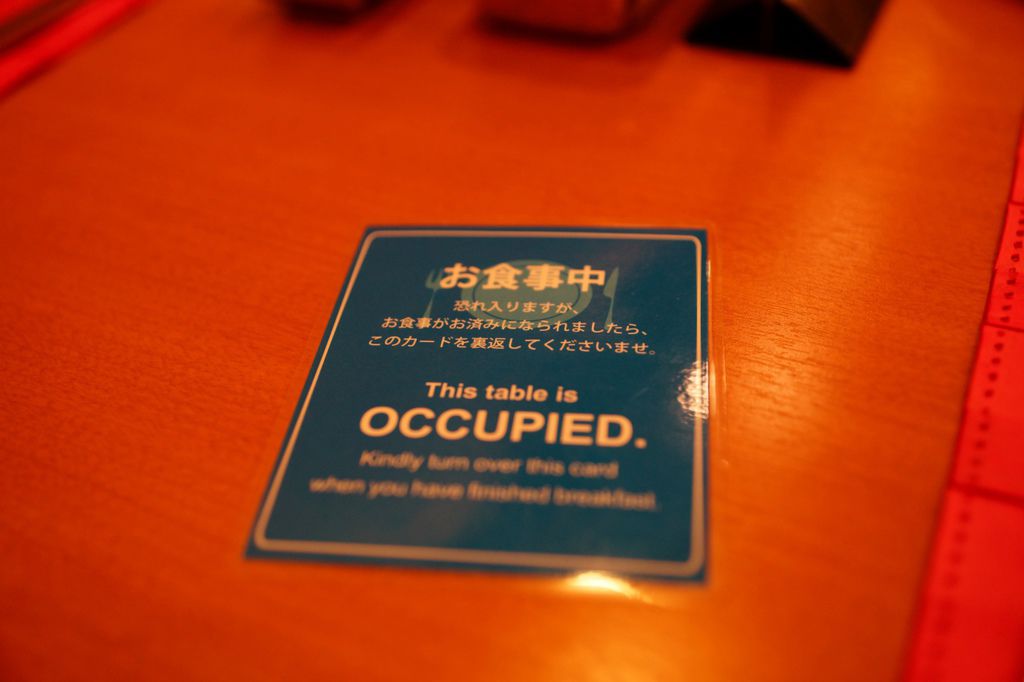 お食事中
恐れ入りますが、
お食事がお済みになられましたら、
このカードを裏返してくださいませ。
This table is
OCCUPIED.
Kindly turn over this card
when you have finished breakfast.